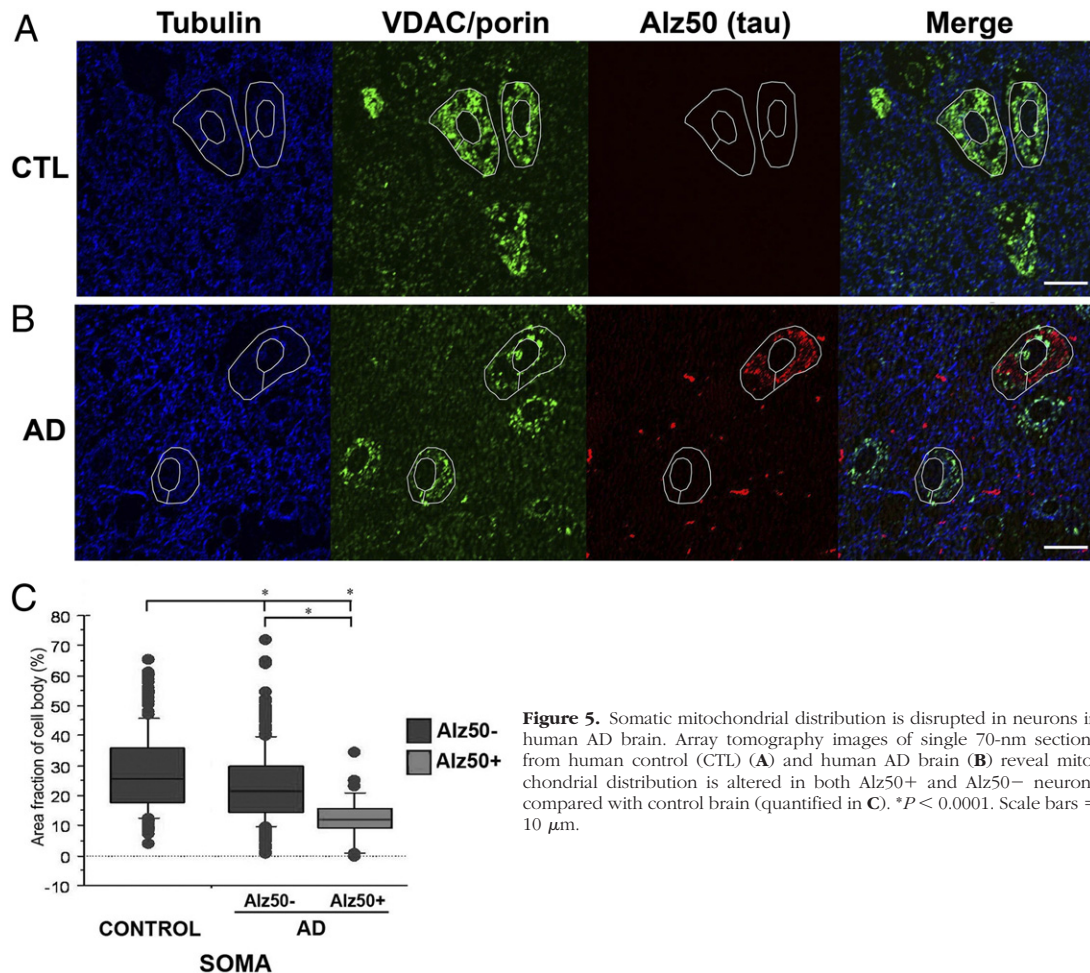 A
Tubulin VDAC/porin Alz50 (tau) Merge
CTL
B
AD
C
* *
*
Area fraction of cell body (%)
80
70
60
50
40
30
20
10
0
-10
Alz50-
Alz50+
Alz50- Alz50+
CONTROL AD
SOMA
Figure 5. Somatic mitochondrial distribution is disrupted in neurons i
human AD brain. Array tomography images of single 70-nm section
from human control (CTL) (A) and human AD brain (B) reveal mito
chondrial distribution is altered in both Alz50+ and Alz50− neuron
compared with control brain (quantified in C). *P < 0.0001. Scale bars =
10 μm.